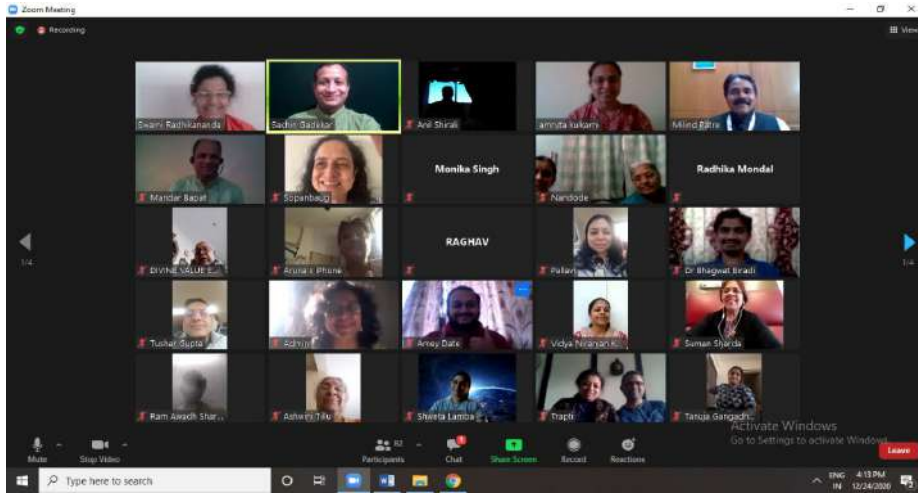 Zoom Meeting
Recording
View
Swami Radhikananda
Sachin Gadekar
Anil Shirali
amruta kulkarni
Milind Patre
Mandar Bapat
Sopanbaug
Monika Singh
Nandode
Radhika Mondal
DIVINE VALUE E...
Aruna's Phone
RAGHAV
Pallavi
Dr Bhagwat Biradi
1/4
1/4
Tushar Gupta
Admin
Amey Date
Vidya Niranjan K...
Suman Sharda
Ram Awadh Shar...
Ashwini Tilu
Shweta Lamba
Trapti
Tanuja Gangadh...
Activate Windows
Go to Settings to activate Windows.
Mute
Stop Video
82
Participants
Chat
Share Screen
Record
Reactions
Leave
Type here to search
ENG
IN
4:13 PM
12/24/2020